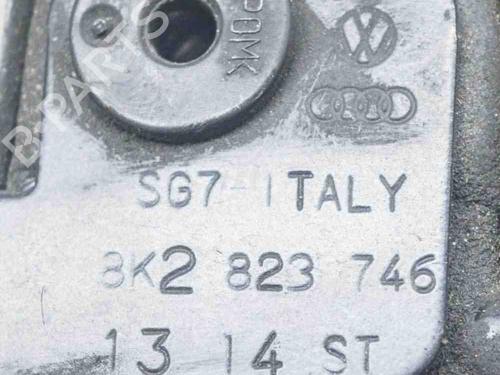 POMK
SG7-ITALY
8K2 823 746
13 14 ST
B-PARTS